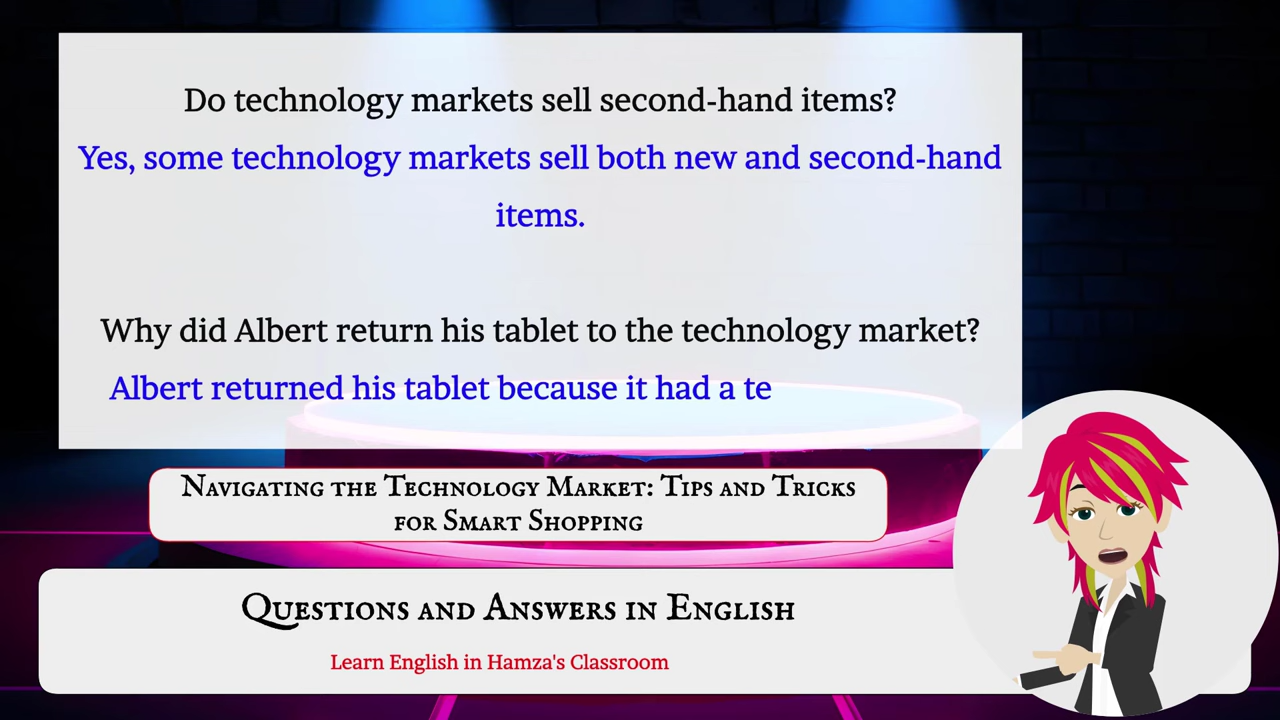 Do technology markets sell second-hand items?
Yes, some technology markets sell both new and second-hand
items.
Why did Albert return his tablet to the technology market?
Albert returned his tablet because it had a te
Navigating the Technology Market: Tips and Tricks
for Smart Shopping
Questions and Answers in English
Learn English in Hamza's Classroom